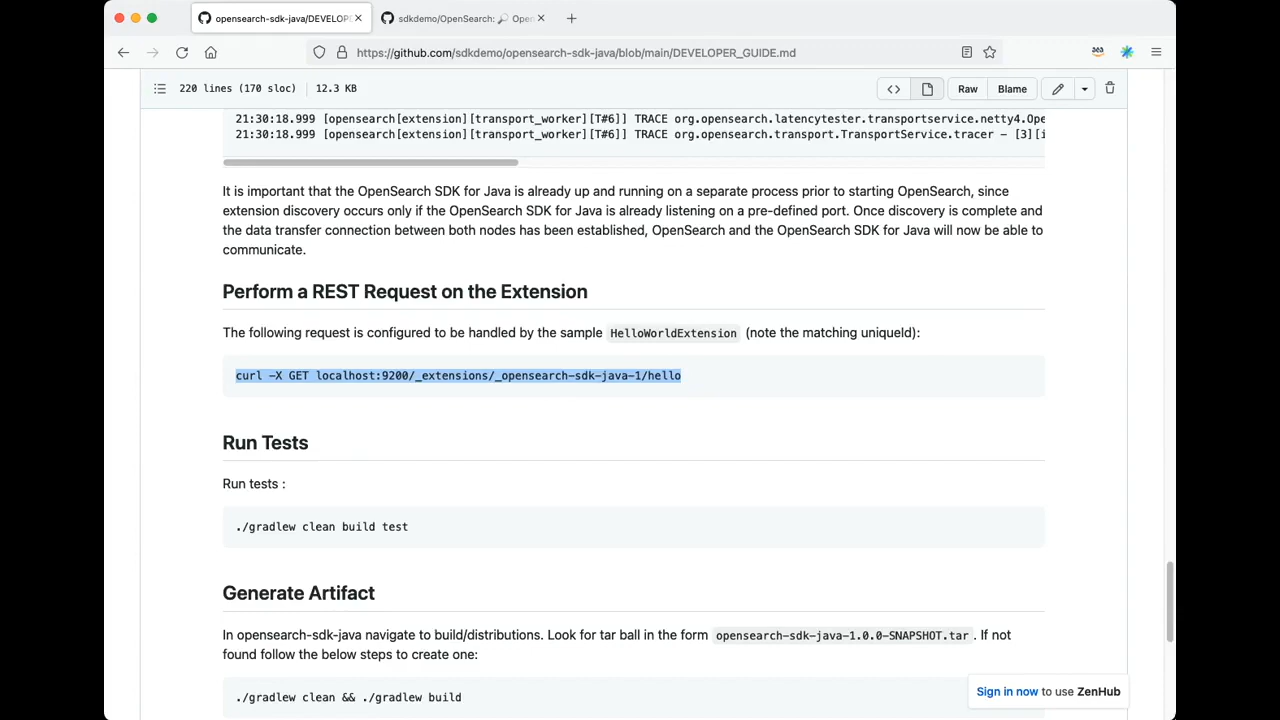 opensearch-sdk-java/DEVELOP
sdkdemo/OpenSearch: 🔎 Open
https://github.com/sdkdemo/opensearch-sdk-java/blob/main/DEVELOPER_GUIDE.md
220 lines (170 sloc) 12.3 KB
Raw Blame
21:30:18.999 [opensearch[extension][transport_worker][T#6]] TRACE org.opensearch.latencytester.transportservice.netty4.Ope
21:30:18.999 [opensearch[extension][transport_worker][T#6]] TRACE org.opensearch.transport.TransportService.tracer - [3][i
It is important that the OpenSearch SDK for Java is already up and running on a separate process prior to starting OpenSearch, since
extension discovery occurs only if the OpenSearch SDK for Java is already listening on a pre-defined port. Once discovery is complete and
the data transfer connection between both nodes has been established, OpenSearch and the OpenSearch SDK for Java will now be able to
communicate.
Perform a REST Request on the Extension
The following request is configured to be handled by the sample HelloWorldExtension (note the matching uniqueId):
curl -X GET localhost:9200/_extensions/_opensearch-sdk-java-1/hello
Run Tests
Run tests :
./gradlew clean build test
Generate Artifact
In opensearch-sdk-java navigate to build/distributions. Look for tar ball in the form opensearch-sdk-java-1.0.0-SNAPSHOT.tar . If not
found follow the below steps to create one:
./gradlew clean && ./gradlew build
Sign in now to use ZenHub